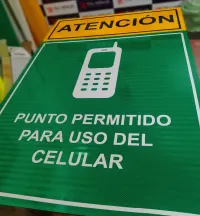 ATENCIÓN
PUNTO PERMITIDO
PARA USO DEL
CELULAR